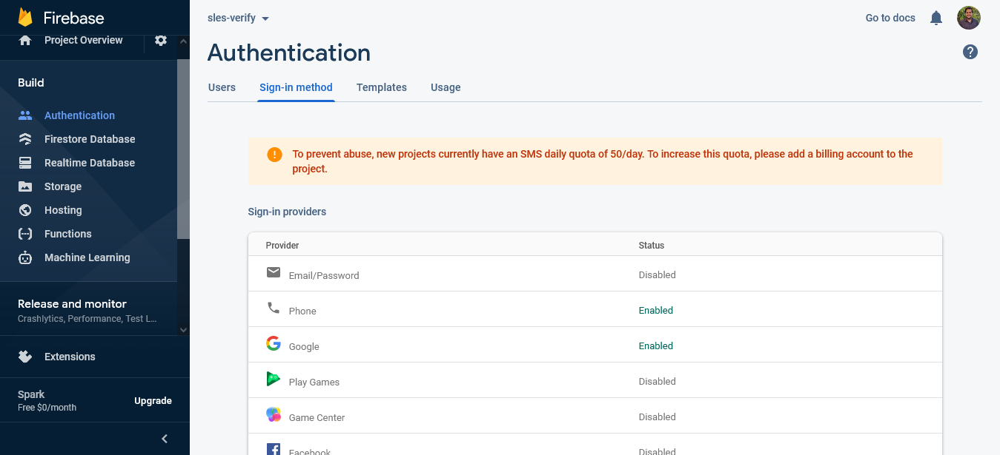 Firebase
Project Overview
Build
Authentication
Firestore Database
Realtime Database
Storage
Hosting
Functions
Machine Learning
Release and monitor
Crashlytics, Performance, Test L...
Extensions
Spark
Free $0/month
Upgrade
sles-verify
Go to docs
Authentication
Users Sign-in method Templates Usage
To prevent abuse, new projects currently have an SMS daily quota of 50/day. To increase this quota, please add a billing account to the
project.
Sign-in providers
Provider Status
Email/Password Disabled
Phone Enabled
Google Enabled
Play Games Disabled
Game Center Disabled
Facebook Disabled